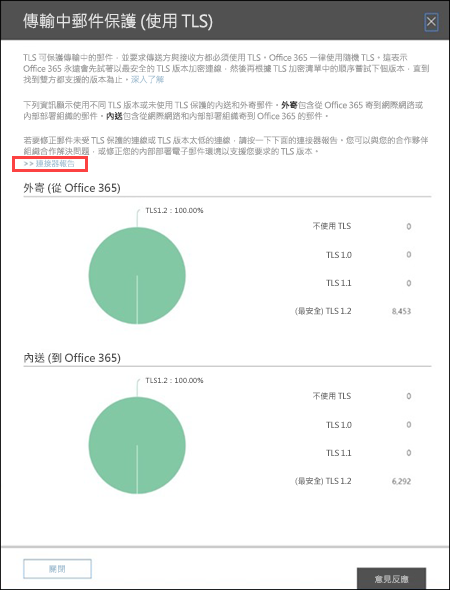 傳輸中郵件保護 (使用 TLS)
TLS 可保護傳輸中的郵件，並要求傳送方與接收方都必須使用 TLS。Office 365 一律使用隨機 TLS。這表示
Office 365 永遠會先試著以最安全的 TLS 版本加密連線，然後再根據 TLS 加密清單中的順序嘗試下個版本，直到
找到雙方都支援的版本為止。深入了解
下列資訊顯示使用不同 TLS 版本或未使用 TLS 保護的內送和外寄郵件。外寄包含從 Office 365 寄到網際網路或
內部部署組織的郵件。內送包含從網際網路和內部部署組織寄到 Office 365 的郵件。
若要修正郵件未受 TLS 保護的連線或 TLS 版本太低的連線，請按一下下面的連接器報告。您可以與您的合作夥伴
組織合作解決問題，或修正您的內部部署電子郵件環境以支援您要求的 TLS 版本。
>> 連接器報告
外寄 (從 Office 365)
TLS1.2：100.00%
不使用 TLS 0
TLS 1.0 0
TLS 1.1 0
(最安全) TLS 1.2 8,453
內送 (到 Office 365)
TLS1.2：100.00%
不使用 TLS 0
TLS 1.0 0
TLS 1.1 0
(最安全) TLS 1.2 6,292
關閉
意見反應